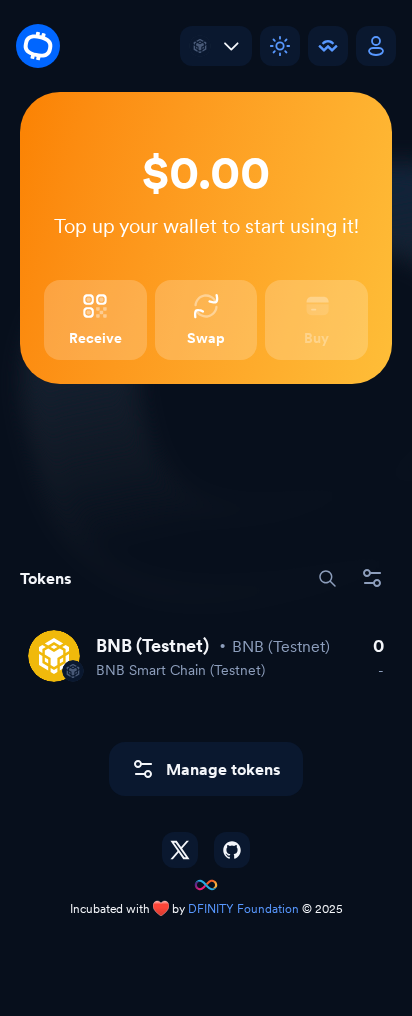 $0.00
Top up your wallet to start using it!
Receive
Swap
Buy
Tokens
BNB (Testnet) • BNB (Testnet) 0
BNB Smart Chain (Testnet) -
Manage tokens
Incubated with ❤️ by DFINITY Foundation © 2025